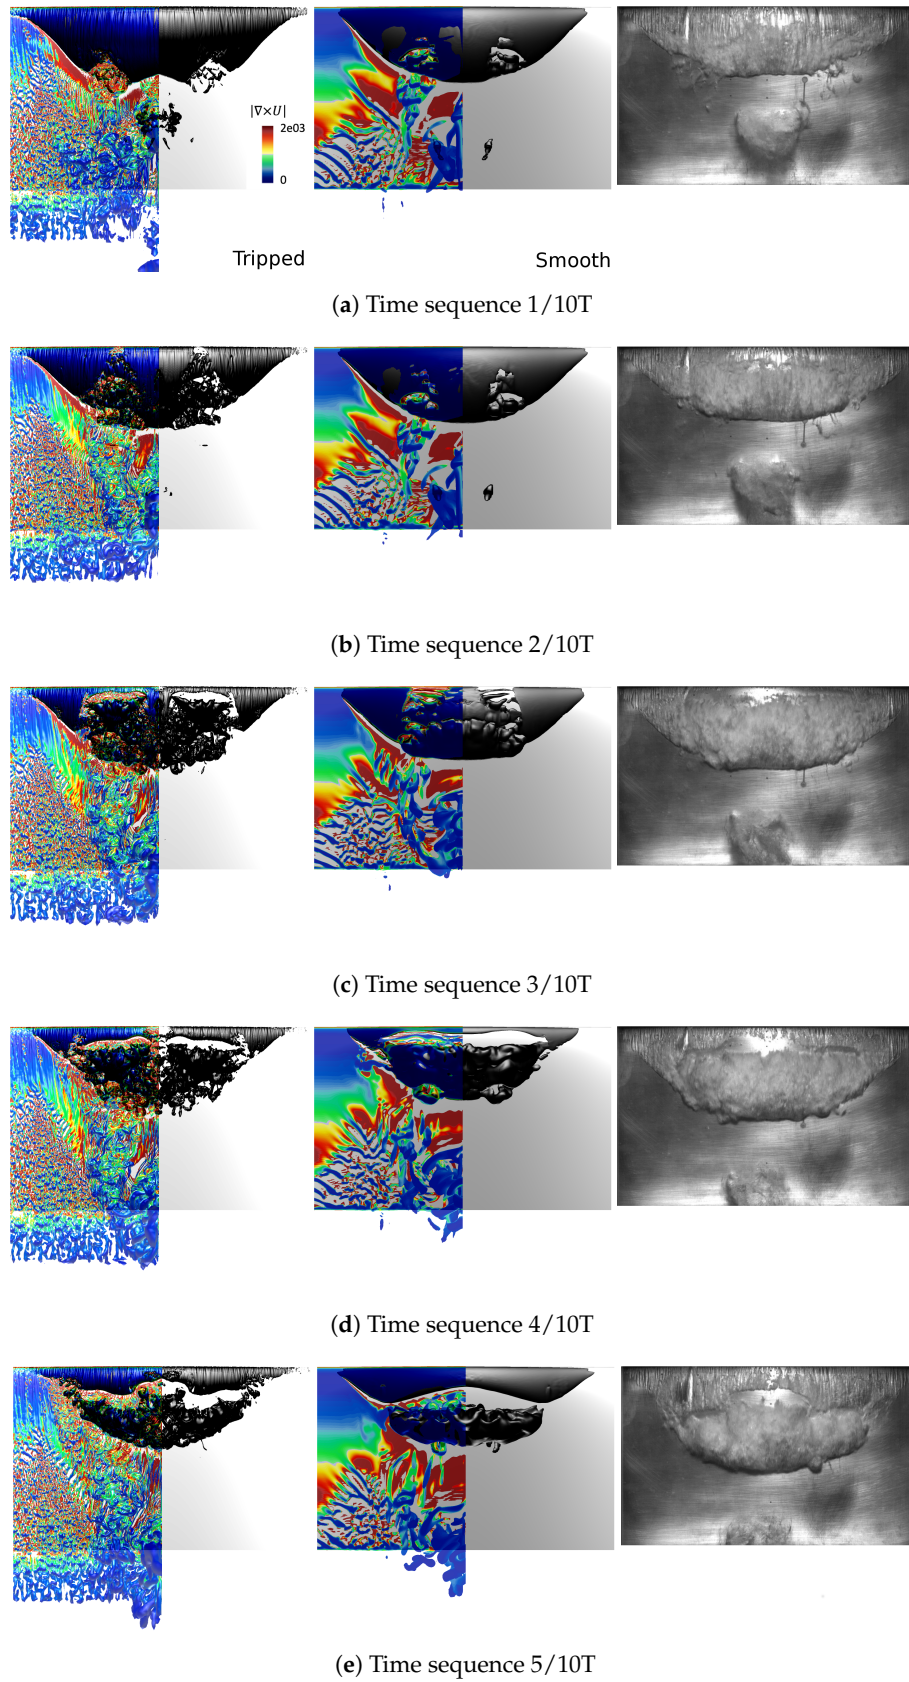 |∇×U|
2e03
0
Tripped
Smooth
(a) Time sequence 1/10T
(b) Time sequence 2/10T
(c) Time sequence 3/10T
(d) Time sequence 4/10T
(e) Time sequence 5/10T